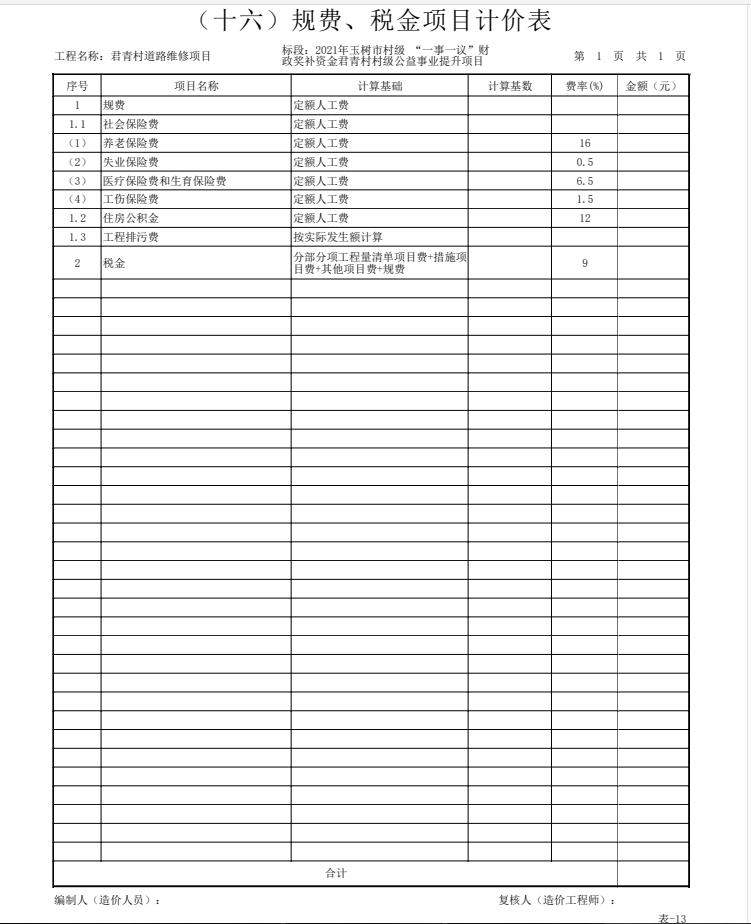 （十六）规费、税金项目计价表
工程名称：君青村道路维修项目 标段：2021年玉树市村级 “一事一议”财政奖补资金君青村村级公益事业提升项目 第 1 页 共 1 页
序号 项目名称 计算基础 计算基数 费率(%) 金额（元）
1 规费 定额人工费
1.1 社会保险费 定额人工费
（1） 养老保险费 定额人工费 16
（2） 失业保险费 定额人工费 0.5
（3） 医疗保险费和生育保险费 定额人工费 6.5
（4） 工伤保险费 定额人工费 1.5
1.2 住房公积金 定额人工费 12
1.3 工程排污费 按实际发生额计算
2 税金 分部分项工程量清单项目费+措施项目费+其他项目费+规费 9
合计
编制人（造价人员）： 复核人（造价工程师）：
表-13